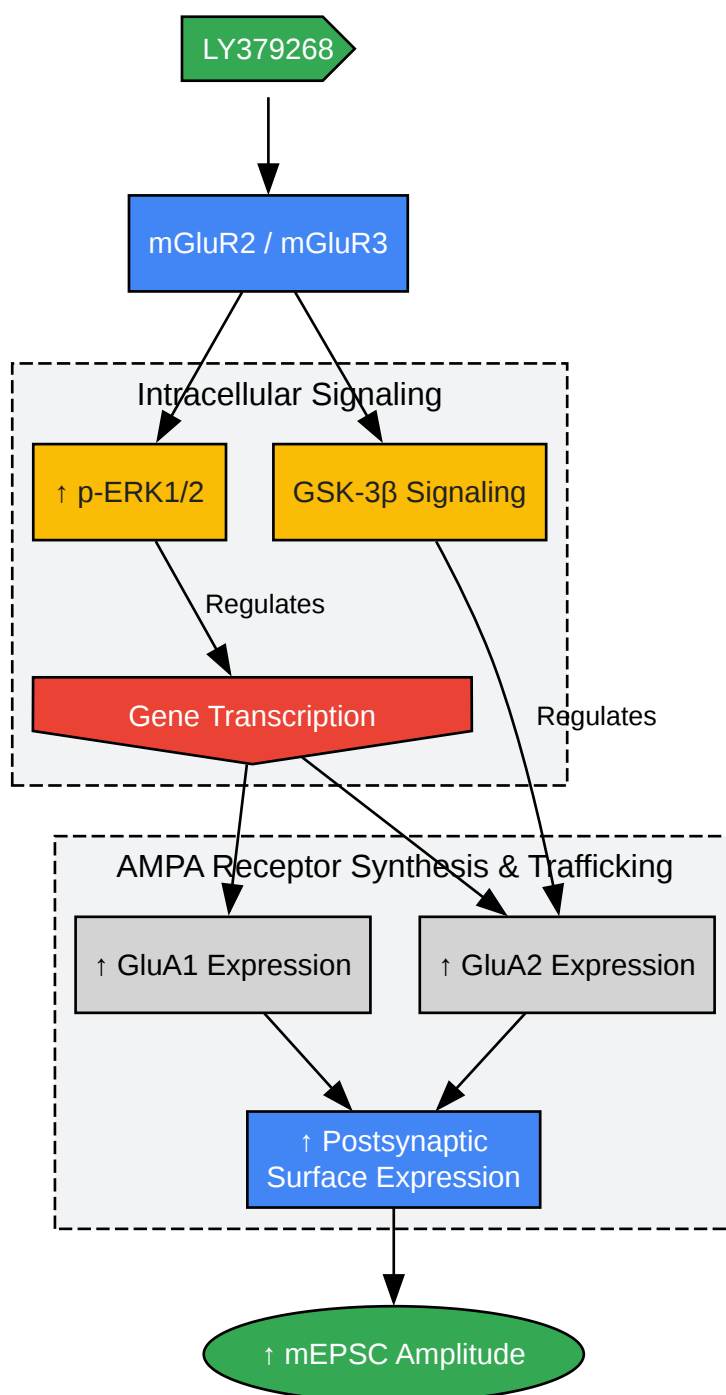 LY379268
mGluR2 / mGluR3
Intracellular Signaling
↑ p-ERK1/2
GSK-3β Signaling
Regulates
Gene Transcription
Regulates
AMPA Receptor Synthesis & Trafficking
↑ GluA1 Expression
↑ GluA2 Expression
↑ Postsynaptic
Surface Expression
↑ mEPSC Amplitude